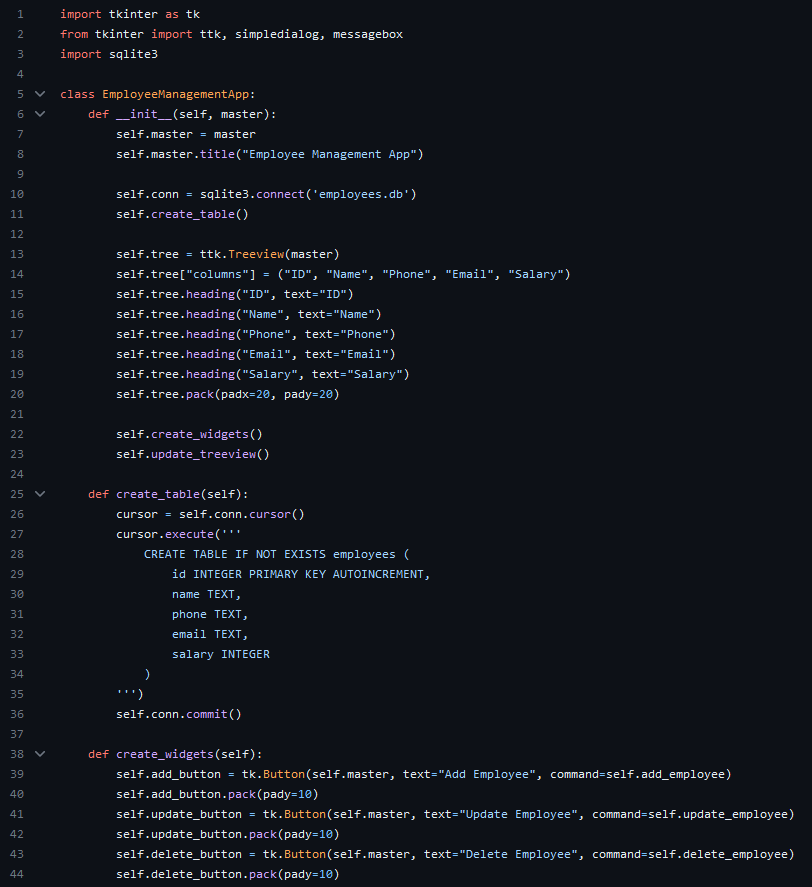 1 import tkinter as tk
2 from tkinter import ttk, simpledialog, messagebox
3 import sqlite3
4
5 class EmployeeManagementApp:
6     def __init__(self, master):
7         self.master = master
8         self.master.title("Employee Management App")
9
10         self.conn = sqlite3.connect('employees.db')
11         self.create_table()
12
13         self.tree = ttk.Treeview(master)
14         self.tree["columns"] = ("ID", "Name", "Phone", "Email", "Salary")
15         self.tree.heading("ID", text="ID")
16         self.tree.heading("Name", text="Name")
17         self.tree.heading("Phone", text="Phone")
18         self.tree.heading("Email", text="Email")
19         self.tree.heading("Salary", text="Salary")
20         self.tree.pack(padx=20, pady=20)
21
22         self.create_widgets()
23         self.update_treeview()
24
25     def create_table(self):
26         cursor = self.conn.cursor()
27         cursor.execute('''
28             CREATE TABLE IF NOT EXISTS employees (
29                 id INTEGER PRIMARY KEY AUTOINCREMENT,
30                 name TEXT,
31                 phone TEXT,
32                 email TEXT,
33                 salary INTEGER
34             )
35         ''')
36         self.conn.commit()
37
38     def create_widgets(self):
39         self.add_button = tk.Button(self.master, text="Add Employee", command=self.add_employee)
40         self.add_button.pack(pady=10)
41         self.update_button = tk.Button(self.master, text="Update Employee", command=self.update_employee)
42         self.update_button.pack(pady=10)
43         self.delete_button = tk.Button(self.master, text="Delete Employee", command=self.delete_employee)
44         self.delete_button.pack(pady=10)